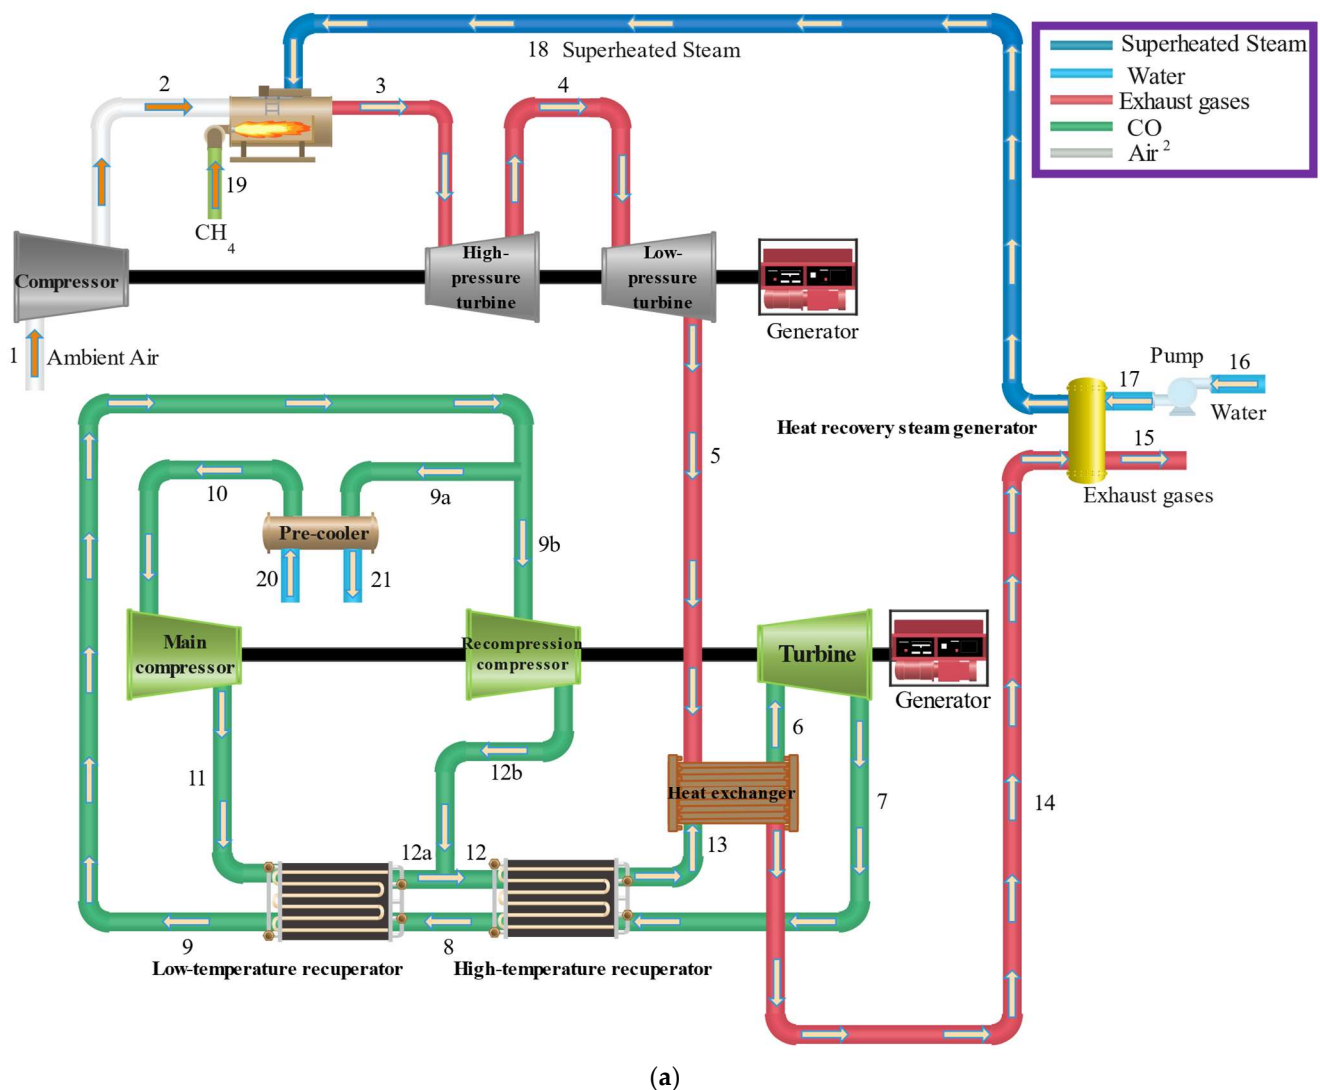 18 Superheated Steam
Superheated Steam
Water
Exhaust gases
CO
Air 2
2
3
4
19
CH4
Compressor
High-
pressure
turbine
Low-
pressure
turbine
Generator
1
Ambient Air
Pump
16
17
Water
Heat recovery steam generator
15
Exhaust gases
5
10
9a
Pre-cooler
9b
20
21
Main
compressor
Recompression
compressor
Turbine
Generator
6
12b
11
Heat exchanger
7
14
13
12a
12
9
8
Low-temperature recuperator
High-temperature recuperator
(a)